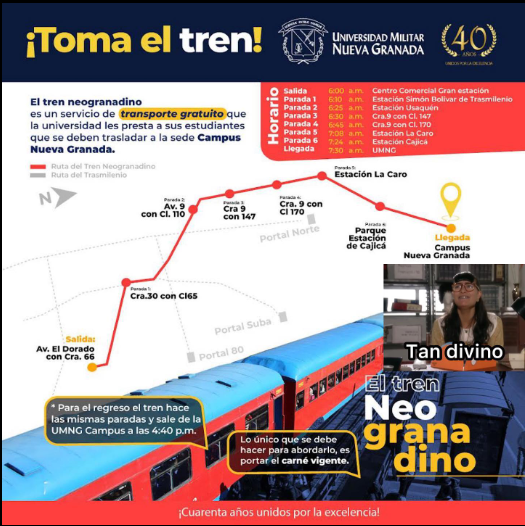 ¡Toma el tren!
UNIVERSIDAD MILITAR
NUEVA GRANADA
40
AÑOS
UNIDOS POR LA EXCELENCIA
El tren neogranadino
es un servicio de transporte gratuito que
la universidad les presta a sus estudiantes
que se deben trasladar a la sede Campus
Nueva Granada.
Horario
Salida 6:00 a.m. Centro Comercial Gran estación
Parada 1 6:10 a.m. Estación Simón Bolívar de Trasmilenio
Parada 2 6:25 a.m. Estación Usaquén
Parada 3 6:30 a.m. Cra.9 con Cl. 147
Parada 4 6:45 a.m. Cra.9 con Cl. 170
Parada 5 7:08 a.m. Estación La Caro
Parada 6 7:24 a.m. Estación Cajicá
Llegada 7:30 a.m. UMNG
Ruta del Tren Neogranadino
Ruta del Trasmilenio
N
Parada 5:
Estación La Caro
Parada 2:
Av. 9
con Cl. 110
Parada 3:
Cra 9
con 147
Parada 4:
Cra. 9 con
Cl 170
Portal Norte
Parada 6:
Parque
Estación
de Cajicá
Llegada
Campus
Nueva Granada
Parada 1:
Cra.30 con Cl65
Portal Suba
Portal 80
Salida:
Av. El Dorado
con Cra. 66
Tan divino
El tren
Neo
grana
dino
* Para el regreso el tren hace
las mismas paradas y sale de la
UMNG Campus a las 4:40 p.m.
Lo único que se debe
hacer para abordarlo, es
portar el carné vigente.
¡Cuarenta años unidos por la excelencia!